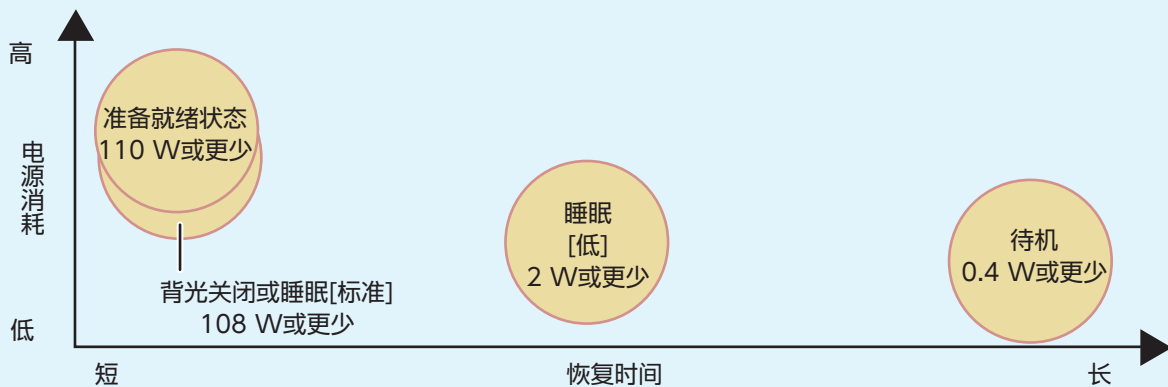 高
准备就绪状态
110 W或更少
电源消耗
睡眠
[低]
2 W或更少
待机
0.4 W或更少
背光关闭或睡眠[标准]
108 W或更少
低
短
恢复时间
长